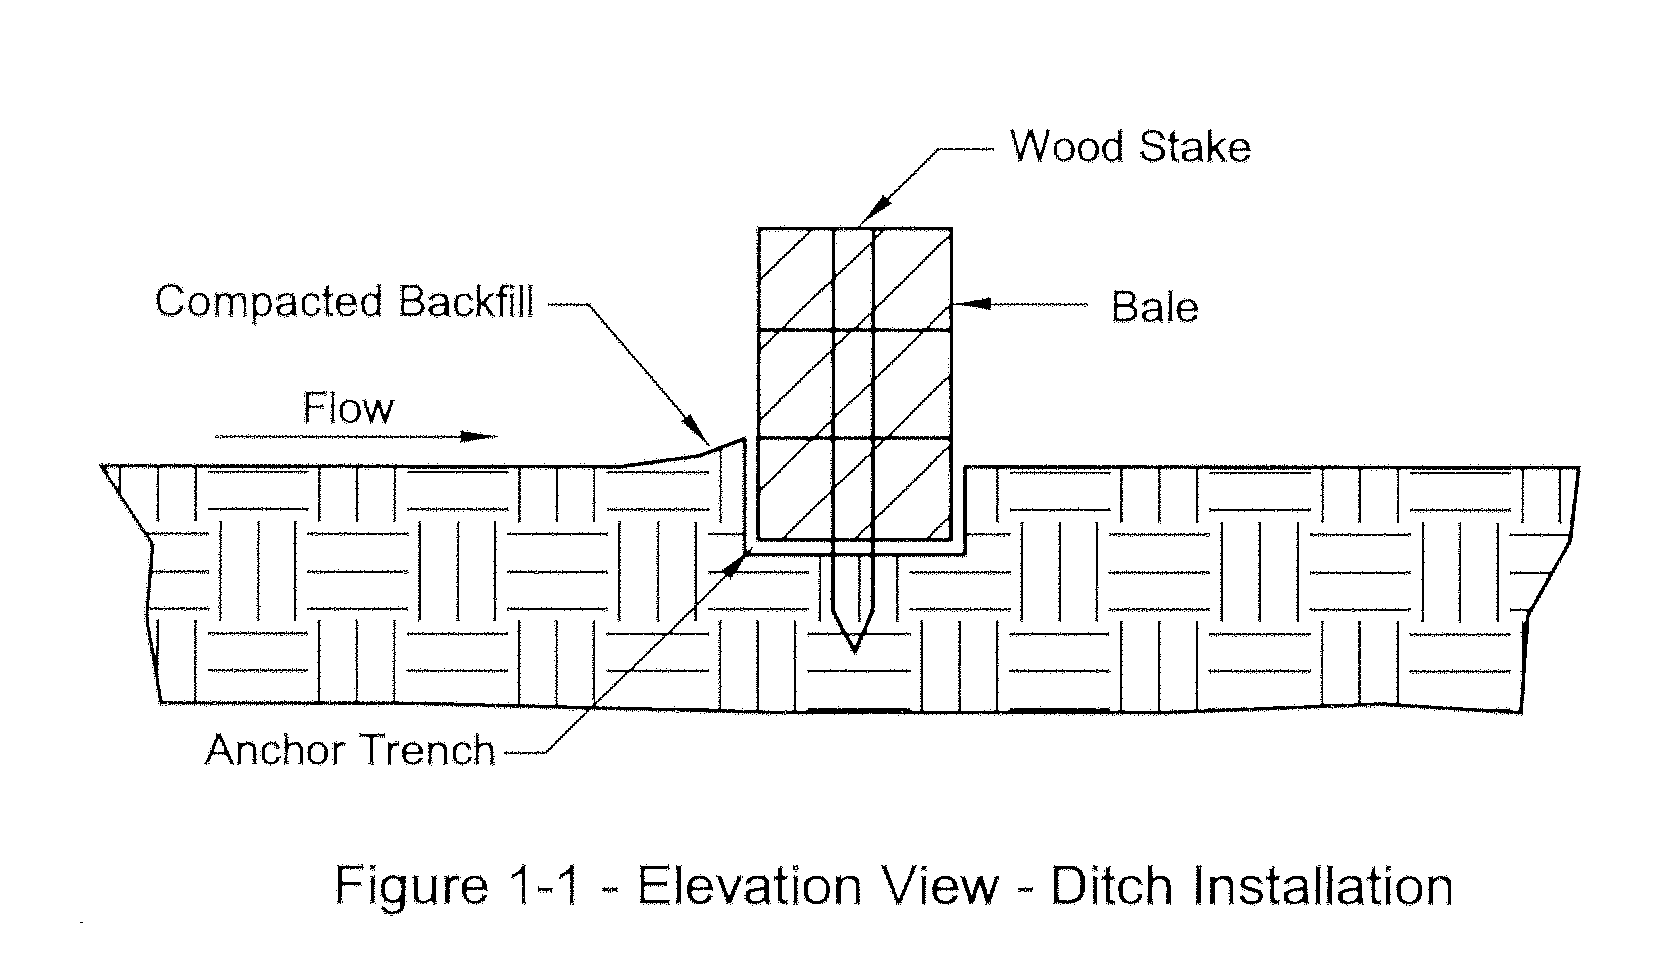 Wood Stake
Compacted Backfill
Bale
Flow
Anchor Trench
Figure 1-1 - Elevation View - Ditch Installation